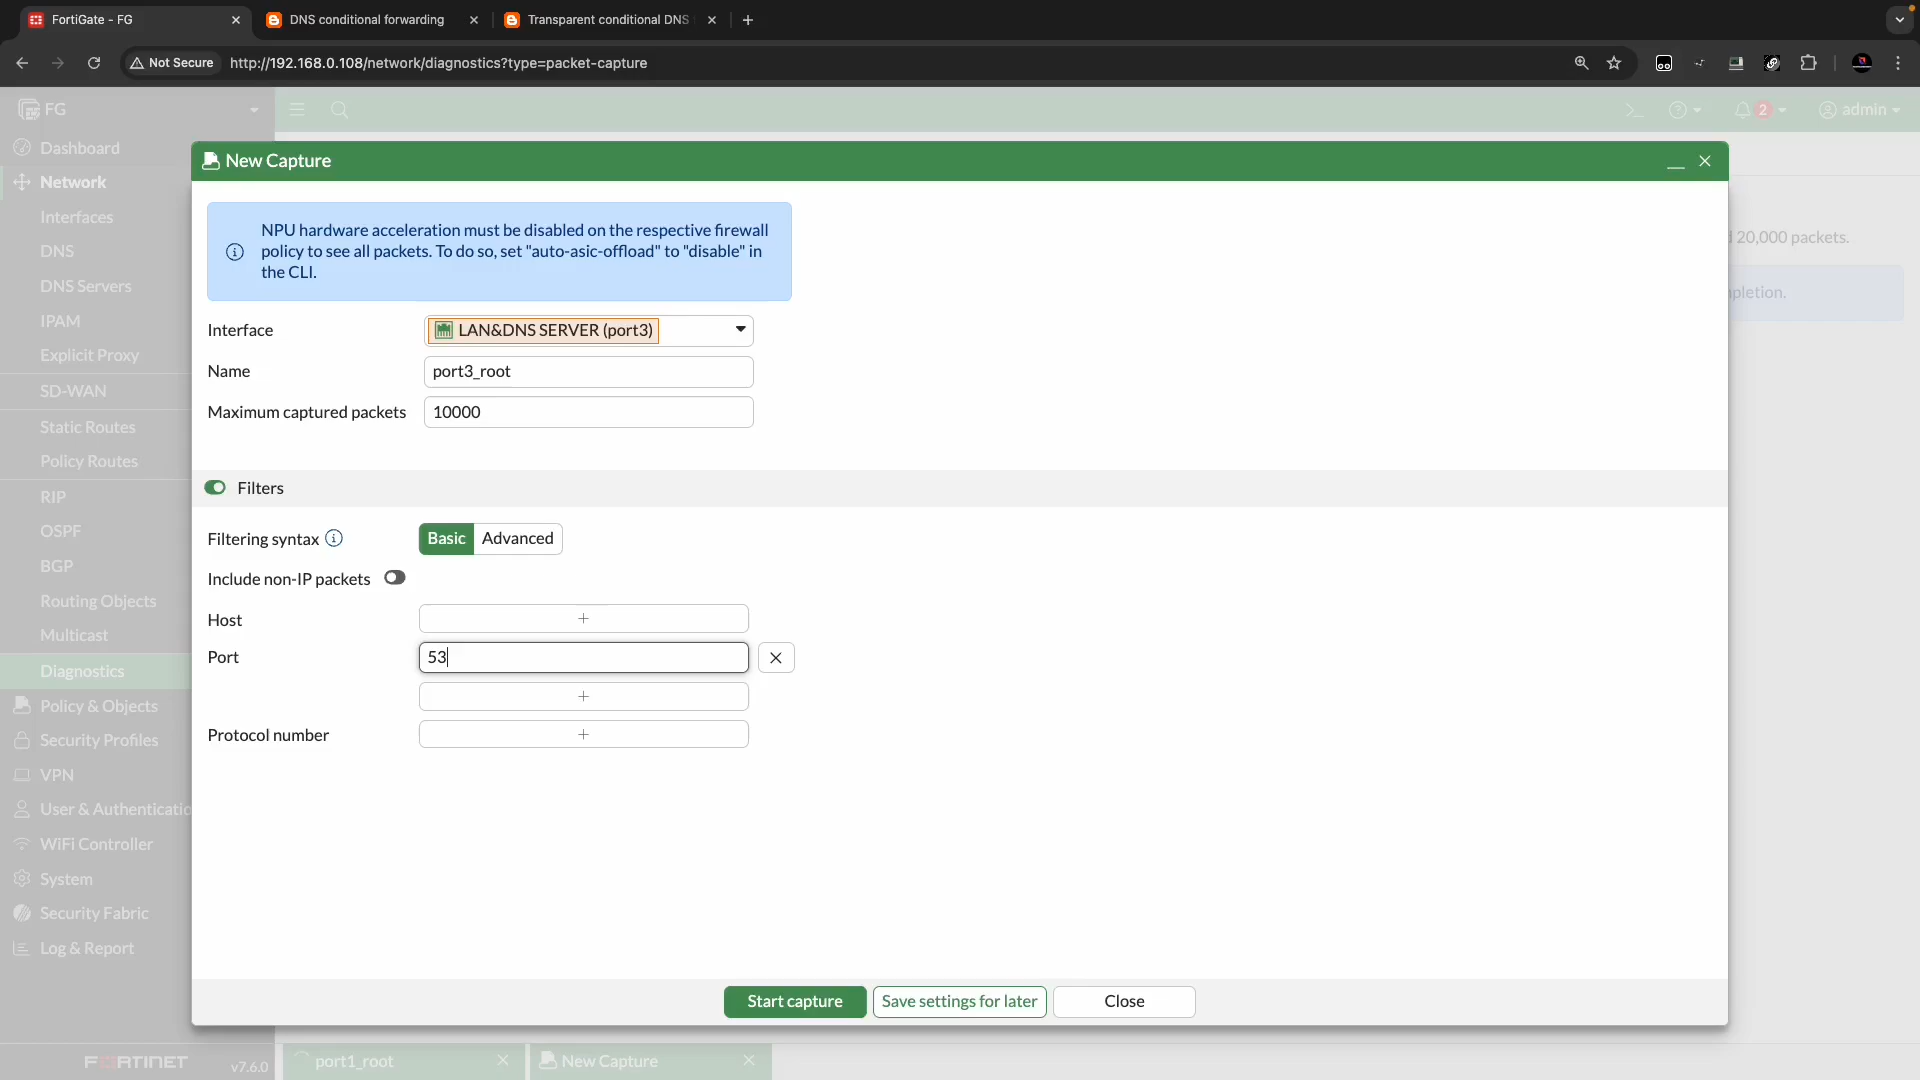 FortiGate - FG
DNS conditional forwarding
Transparent conditional DNS
Not Secure
http://192.168.0.108/network/diagnostics?type=packet-capture
FG
2
admin
Dashboard
Network
Interfaces
DNS
DNS Servers
IPAM
Explicit Proxy
SD-WAN
Static Routes
Policy Routes
RIP
OSPF
BGP
Routing Objects
Multicast
Diagnostics
Policy & Objects
Security Profiles
VPN
User & Authenticatio
WiFi Controller
System
Security Fabric
Log & Report
FORTINET
v7.6.0
20,000 packets.
pletion.
New Capture
NPU hardware acceleration must be disabled on the respective firewall
policy to see all packets. To do so, set "auto-asic-offload" to "disable" in
the CLI.
Interface
LAN&DNS SERVER (port3)
Name
port3_root
Maximum captured packets
10000
Filters
Filtering syntax
Basic
Advanced
Include non-IP packets
Host
Port
53
Protocol number
Start capture
Save settings for later
Close
port1_root
New Capture